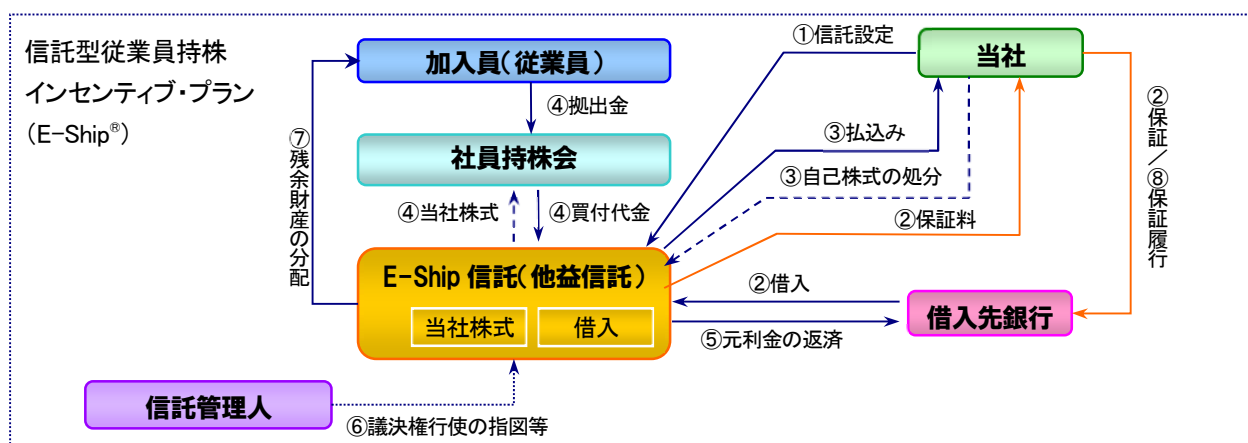 信託型従業員持株
インセンティブ・プラン
（E-Ship®）
加入員（従業員）
①信託設定
当社
④拠出金
②保証／⑧保証履行
⑦残余財産の分配
社員持株会
③払込み
③自己株式の処分
④当社株式
④買付代金
②保証料
E-Ship 信託（他益信託）
当社株式
借入
②借入
借入先銀行
⑤元利金の返済
信託管理人
⑥議決権行使の指図等